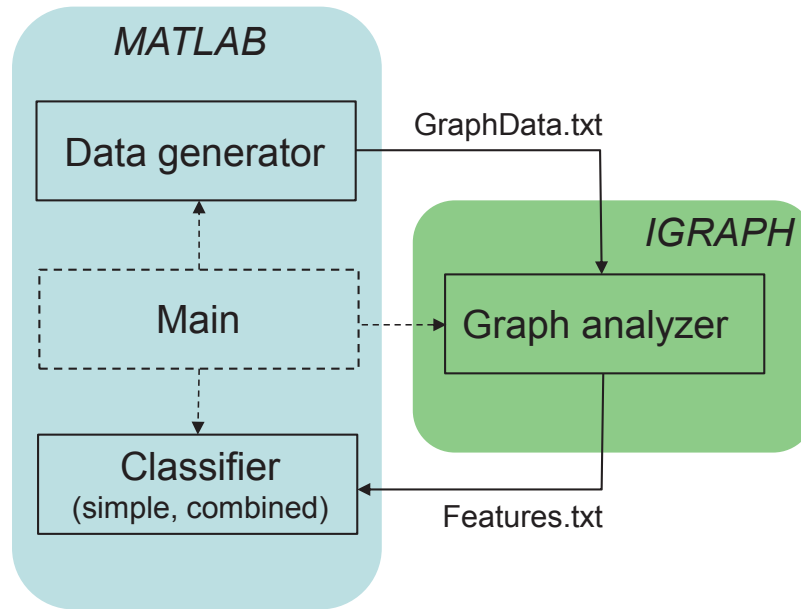 MATLAB
Data generator
GraphData.txt
IGRAPH
Main
Graph analyzer
Classifier
(simple, combined)
Features.txt